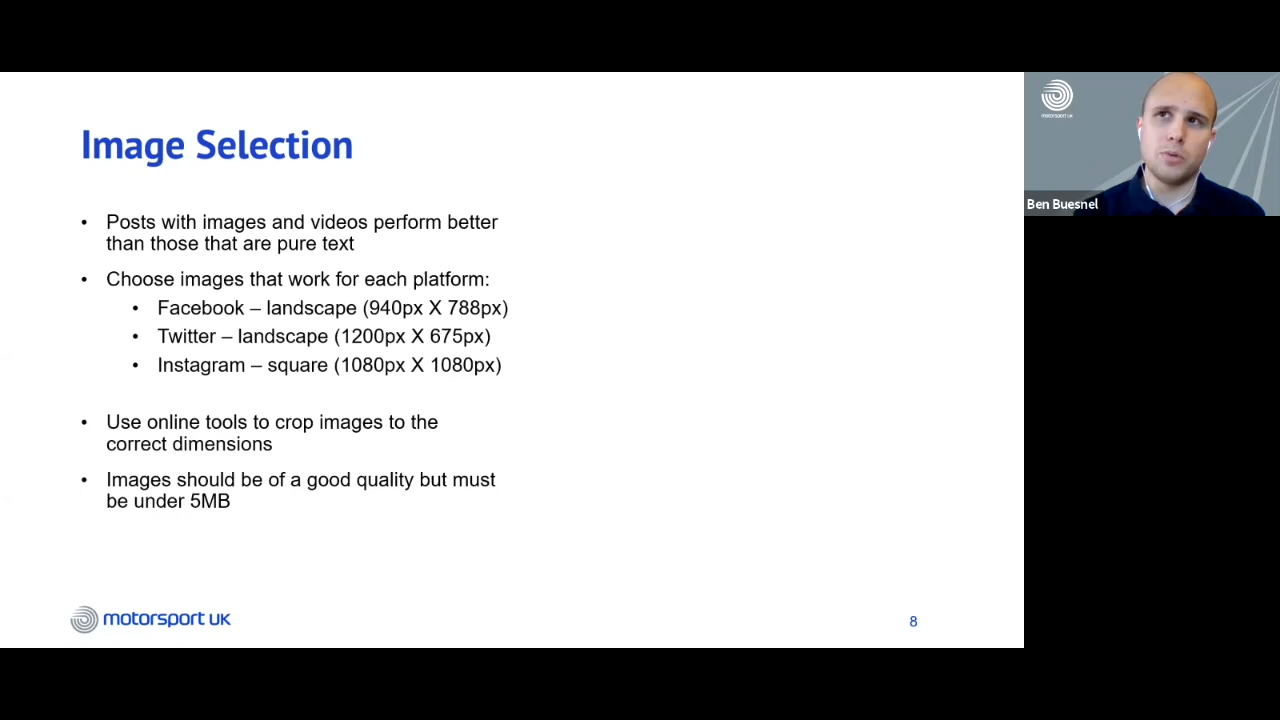 Image Selection
• Posts with images and videos perform better
than those that are pure text
• Choose images that work for each platform:
• Facebook – landscape (940px X 788px)
• Twitter – landscape (1200px X 675px)
• Instagram – square (1080px X 1080px)
• Use online tools to crop images to the
correct dimensions
• Images should be of a good quality but must
be under 5MB
motorsport UK
8
motorsport UK
Ben Buesnel